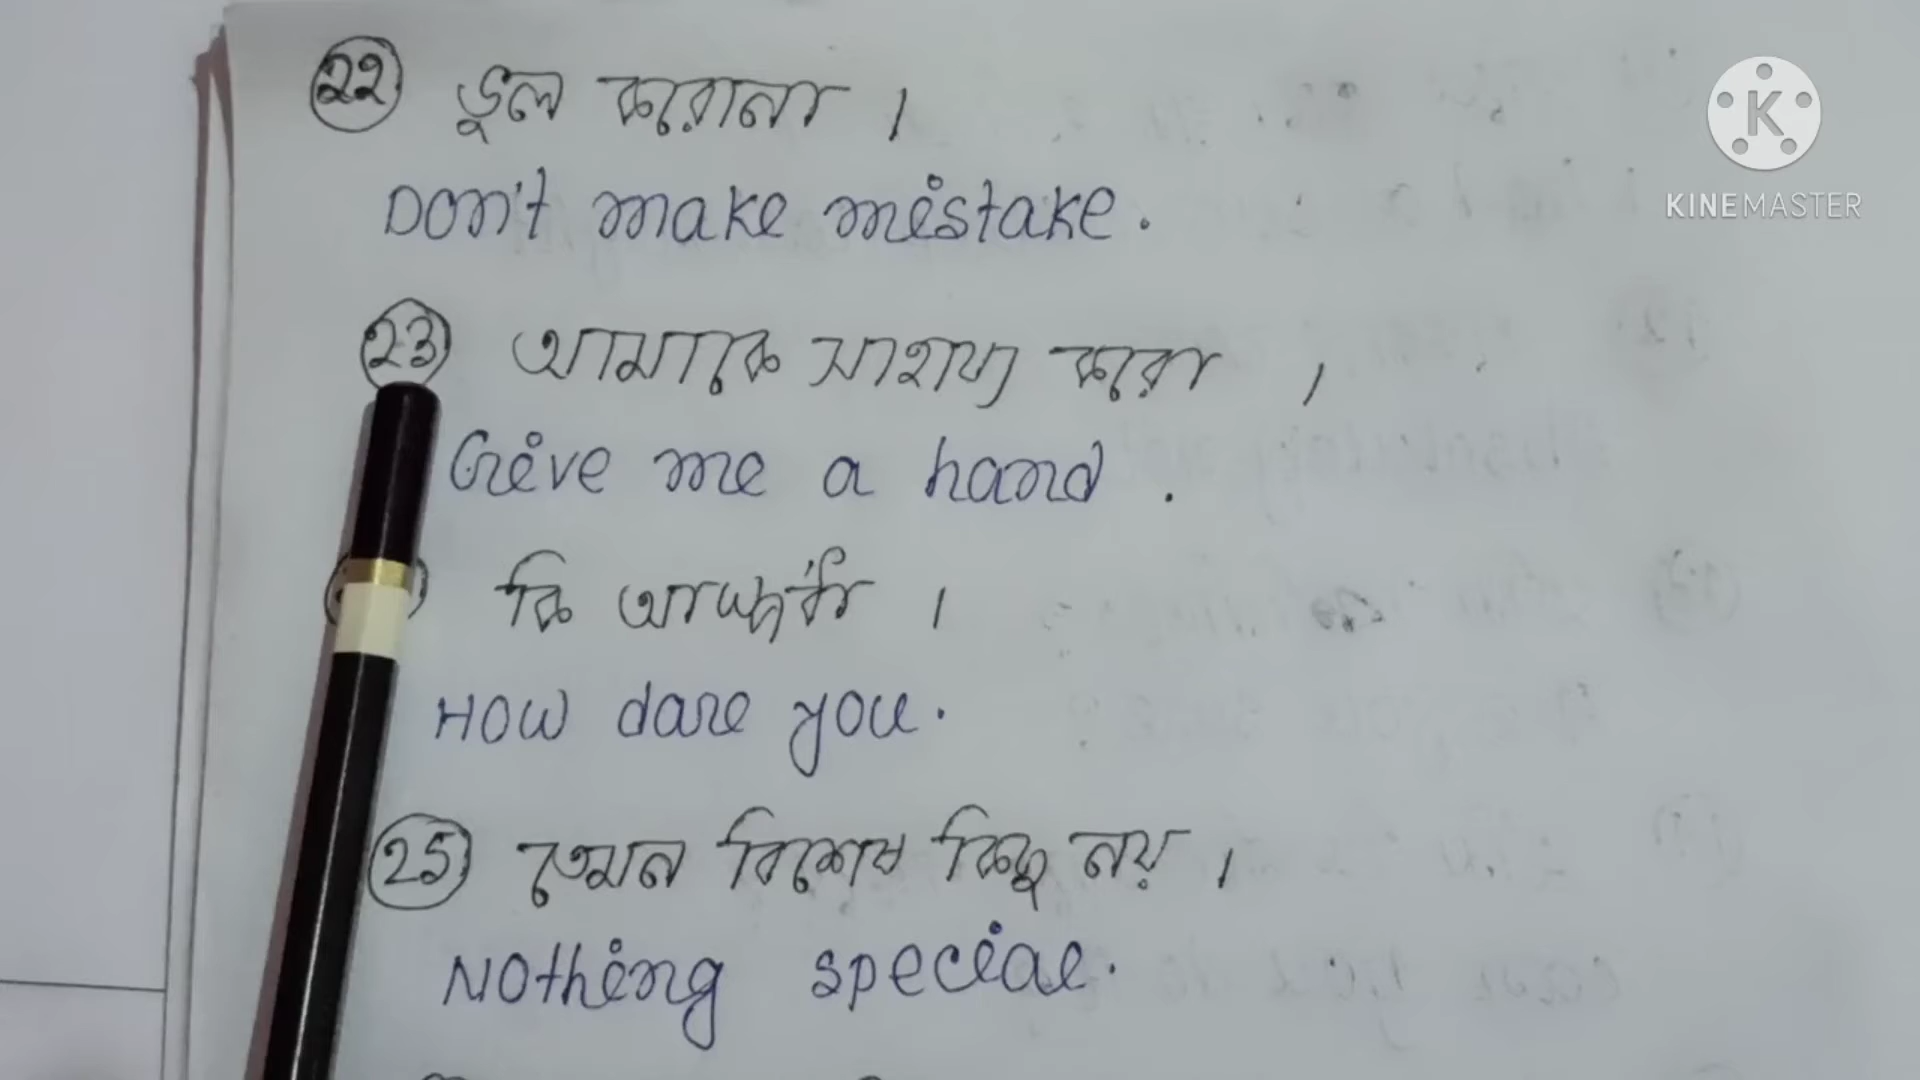 22 ভুল করোনা ।
Don't make mistake.
23 আমাকে সাহায্য করো ।
Give me a hand.
কি আস্পর্ধা ।
How dare you.
25 তেমন বিশেষ কিছু নয় ।
Nothing special.
KINEMASTER